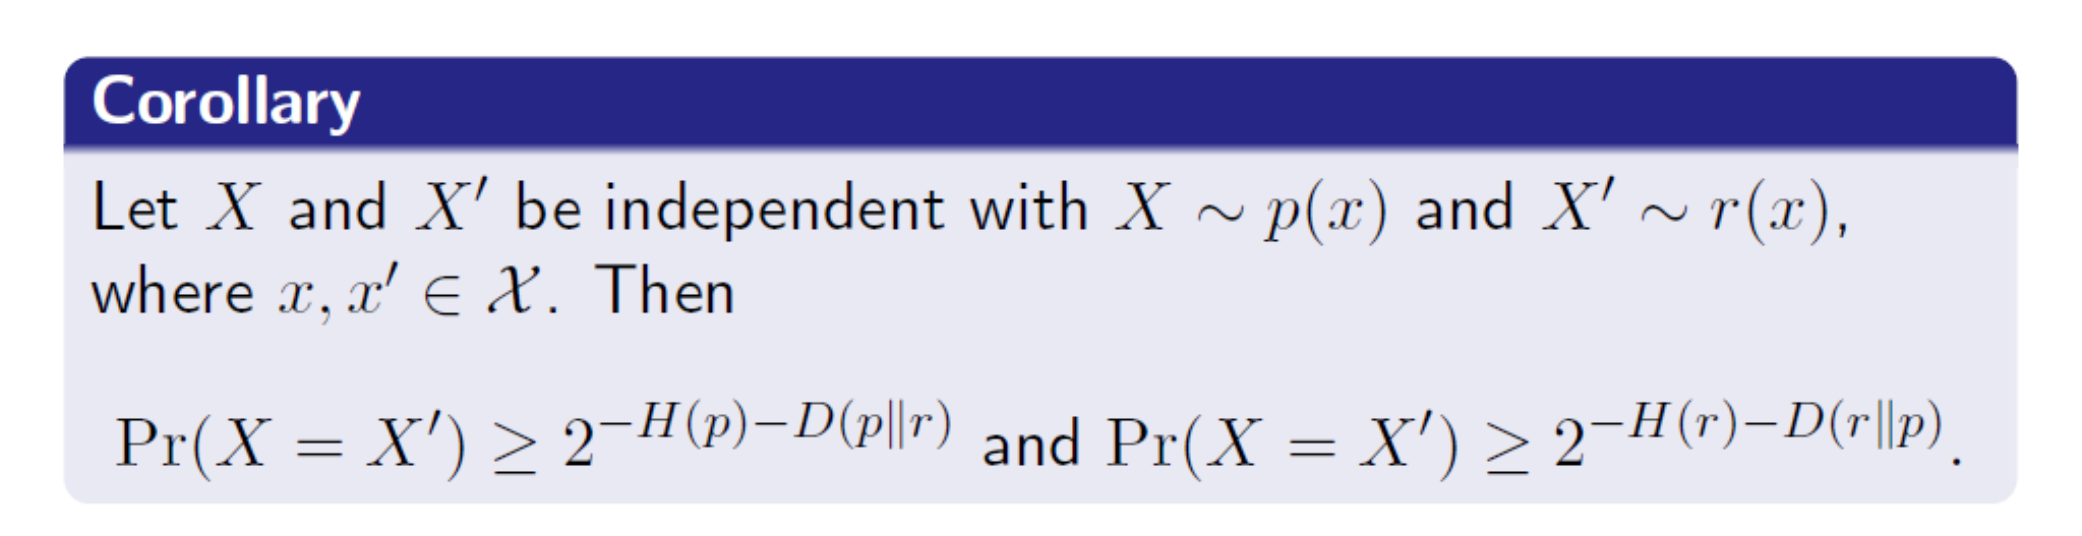 Corollary
Let X and X′ be independent with X ∼ p(x) and X′ ∼ r(x),
where x, x′ ∈ 𝒳. Then
Pr(X = X′) ≥ 2^{−H(p)−D(p∥r)} and Pr(X = X′) ≥ 2^{−H(r)−D(r∥p)}.